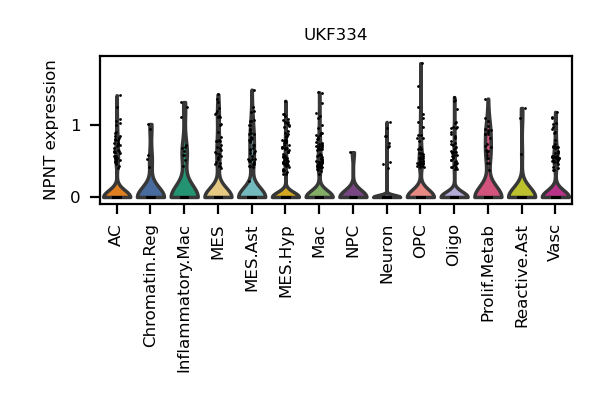 UKF334
NPNT expression
1
0
AC
Chromatin.Reg
Inflammatory.Mac
MES
MES.Ast
MES.Hyp
Mac
NPC
Neuron
OPC
Oligo
Prolif.Metab
Reactive.Ast
Vasc